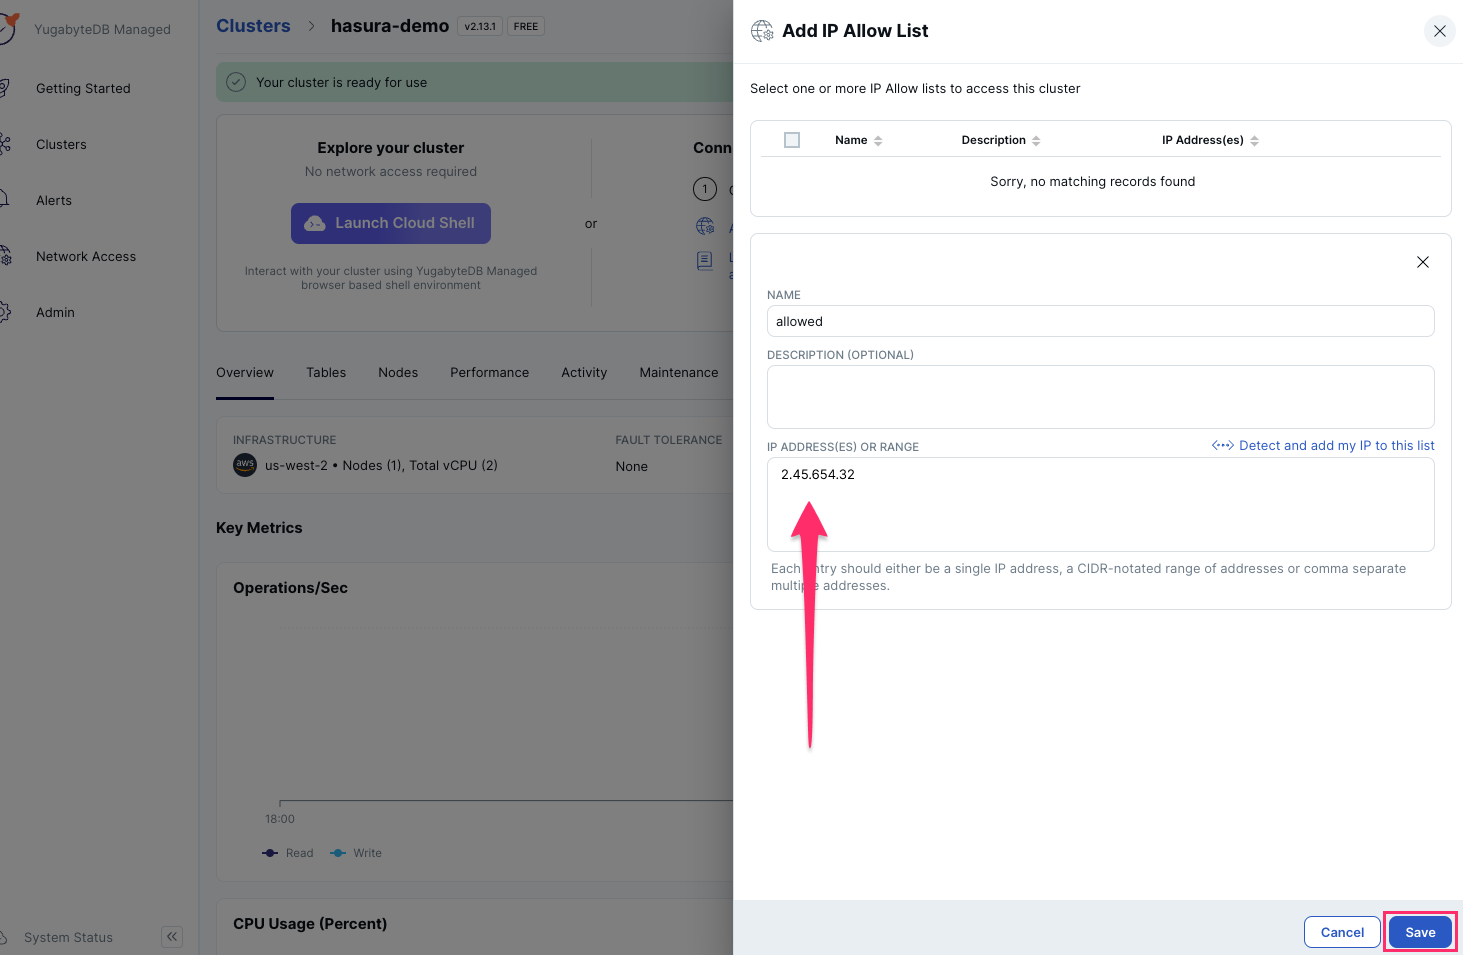 YugabyteDB Managed
Getting Started
Clusters
Alerts
Network Access
Admin
System Status
Clusters > hasura-demo v2.13.1 FREE
Your cluster is ready for use
Explore your cluster
No network access required
Launch Cloud Shell
Interact with your cluster using YugabyteDB Managed
browser based shell environment
or
Conn
1
Overview Tables Nodes Performance Activity Maintenance
INFRASTRUCTURE
aws us-west-2 • Nodes (1), Total vCPU (2)
FAULT TOLERANCE
None
Key Metrics
Operations/Sec
18:00
Read Write
CPU Usage (Percent)
Add IP Allow List
Select one or more IP Allow lists to access this cluster
Name Description IP Address(es)
Sorry, no matching records found
NAME
allowed
DESCRIPTION (OPTIONAL)
IP ADDRESS(ES) OR RANGE
Detect and add my IP to this list
2.45.654.32
Each entry should either be a single IP address, a CIDR-notated range of addresses or comma separate
multiple addresses.
Cancel Save